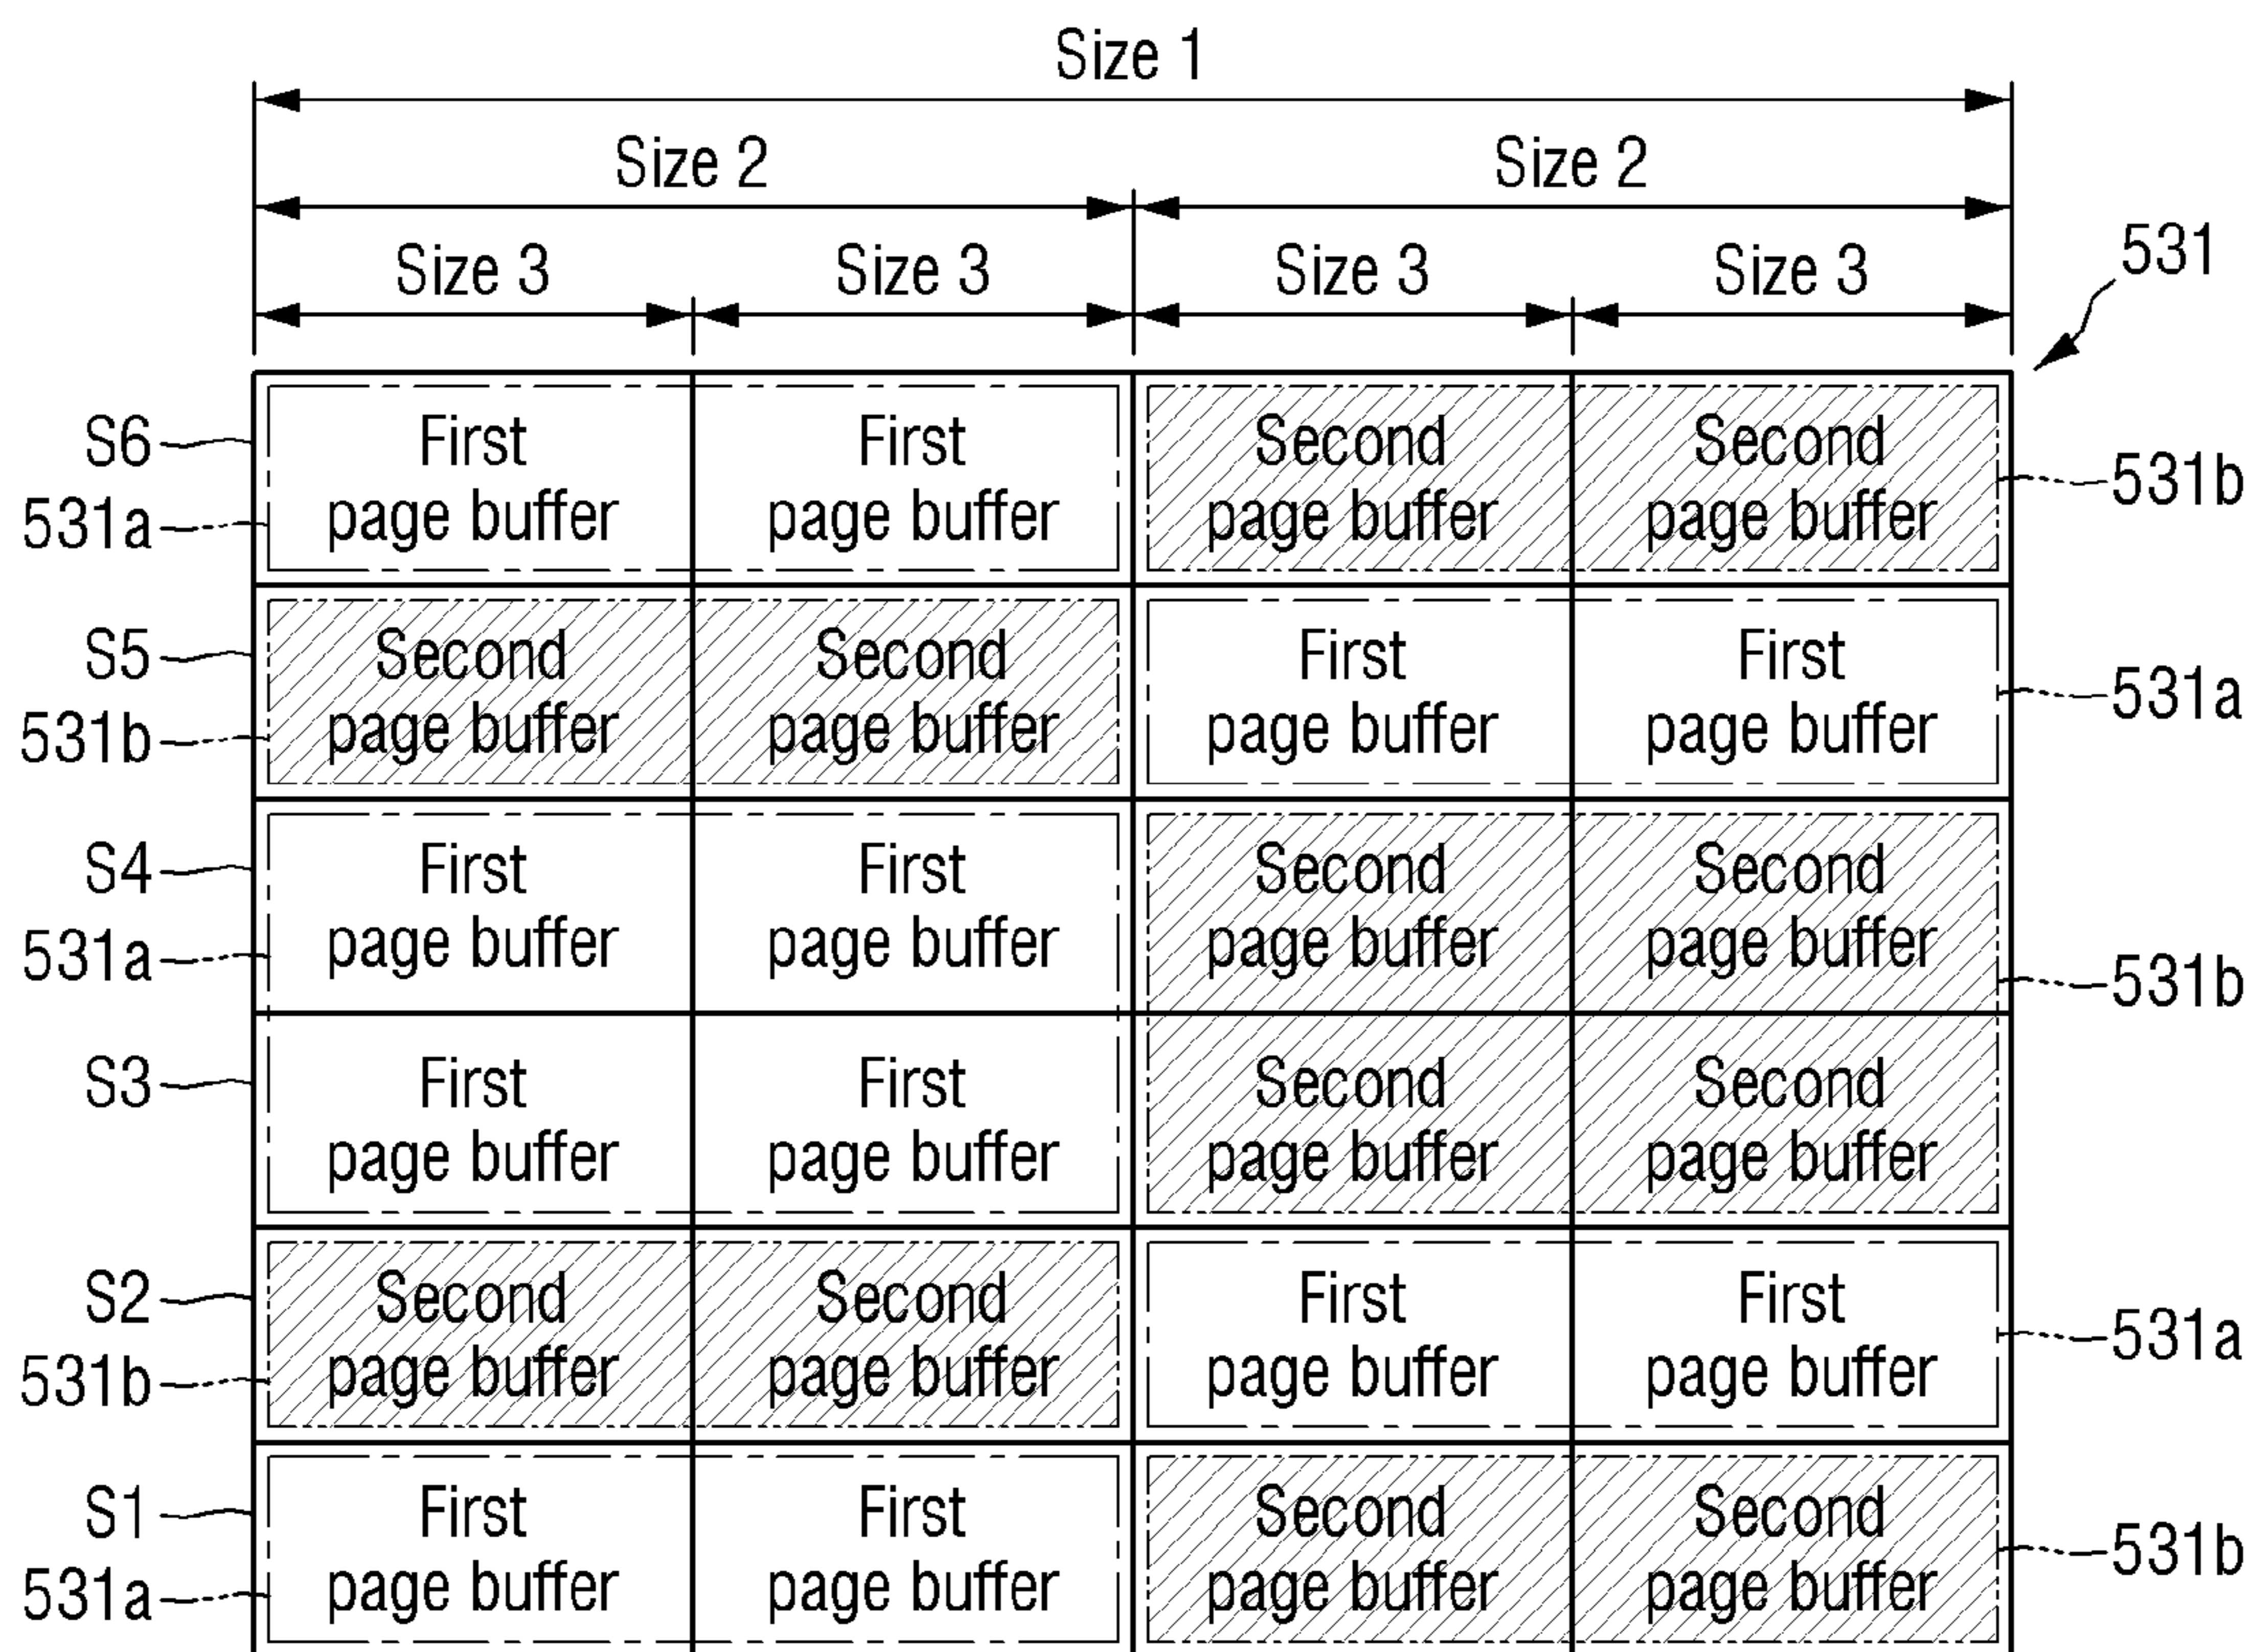 Size 1
Size 2 Size 2
Size 3 Size 3 Size 3 Size 3
531
S6 First First Second Second
531a page buffer page buffer page buffer page buffer 531b
S5 Second Second First First
531b page buffer page buffer page buffer page buffer 531a
S4 First First Second Second
531a page buffer page buffer page buffer page buffer 531b
S3 First First Second Second
page buffer page buffer page buffer page buffer
S2 Second Second First First
531b page buffer page buffer page buffer page buffer 531a
S1 First First Second Second
531a page buffer page buffer page buffer page buffer 531b